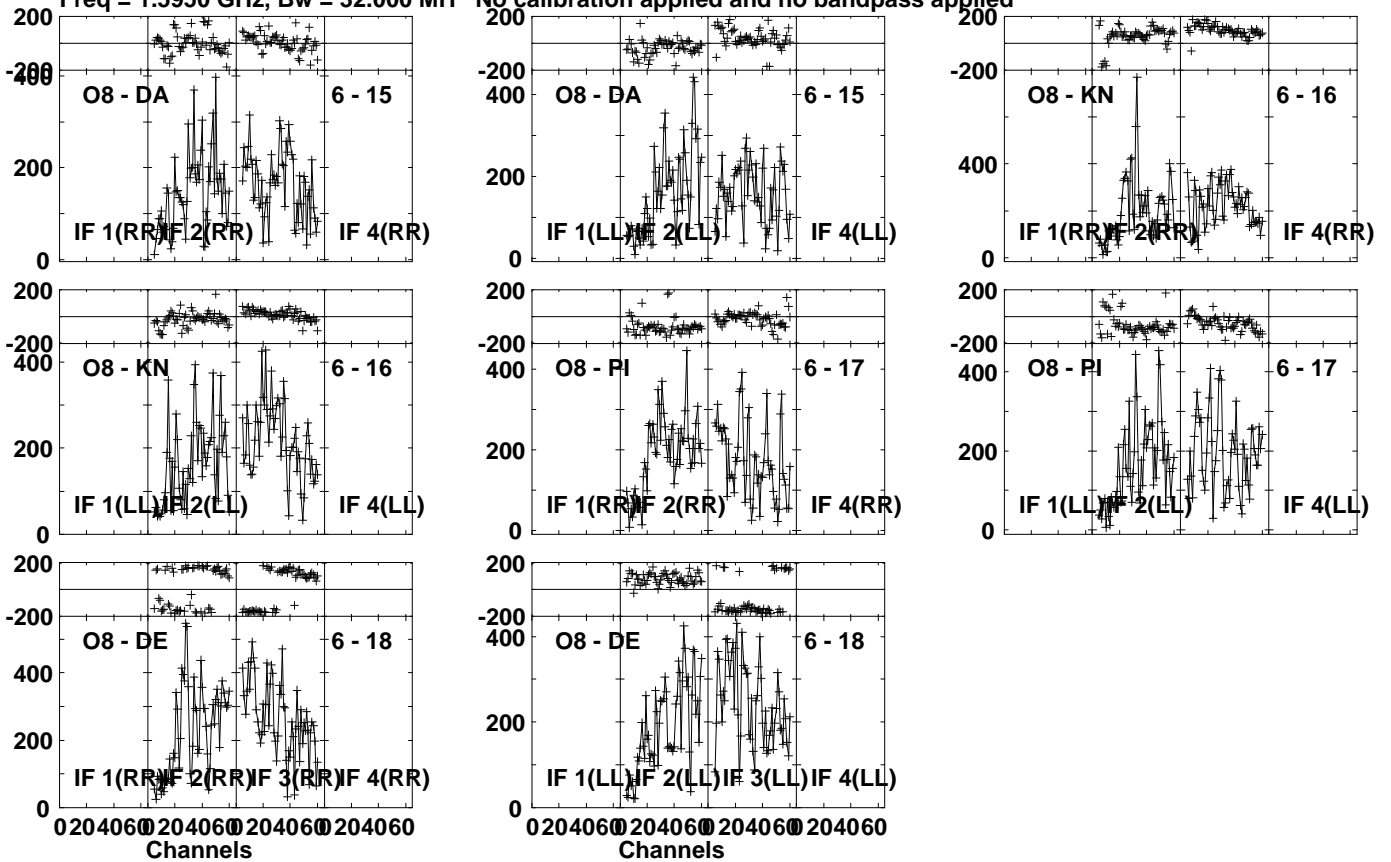 Freq = 1.5950 GHz, Bw = 32.000 MH No calibration applied and no bandpass applied
200
-200
400
200
0
O8 - DA 6 - 15
IF 1(RR) IF 2(RR) IF 4(RR)
200
-200
400
200
0
O8 - DA 6 - 15
IF 1(LL) IF 2(LL) IF 4(LL)
200
-200
400
0
O8 - KN 6 - 16
IF 1(RR) IF 2(RR) IF 4(RR)
200
-200
400
200
0
O8 - KN 6 - 16
IF 1(LL) IF 2(LL) IF 4(LL)
200
-200
400
200
0
O8 - PI 6 - 17
IF 1(RR) IF 2(RR) IF 4(RR)
200
-200
400
200
0
O8 - PI 6 - 17
IF 1(LL) IF 2(LL) IF 4(LL)
200
-200
400
200
0
O8 - DE 6 - 18
IF 1(RR) IF 2(RR) IF 3(RR) IF 4(RR)
0 20 40 60 0 20 40 60 0 20 40 60 0 20 40 60
Channels
200
-200
400
200
0
O8 - DE 6 - 18
IF 1(LL) IF 2(LL) IF 3(LL) IF 4(LL)
0 20 40 60 0 20 40 60 0 20 40 60 0 20 40 60
Channels